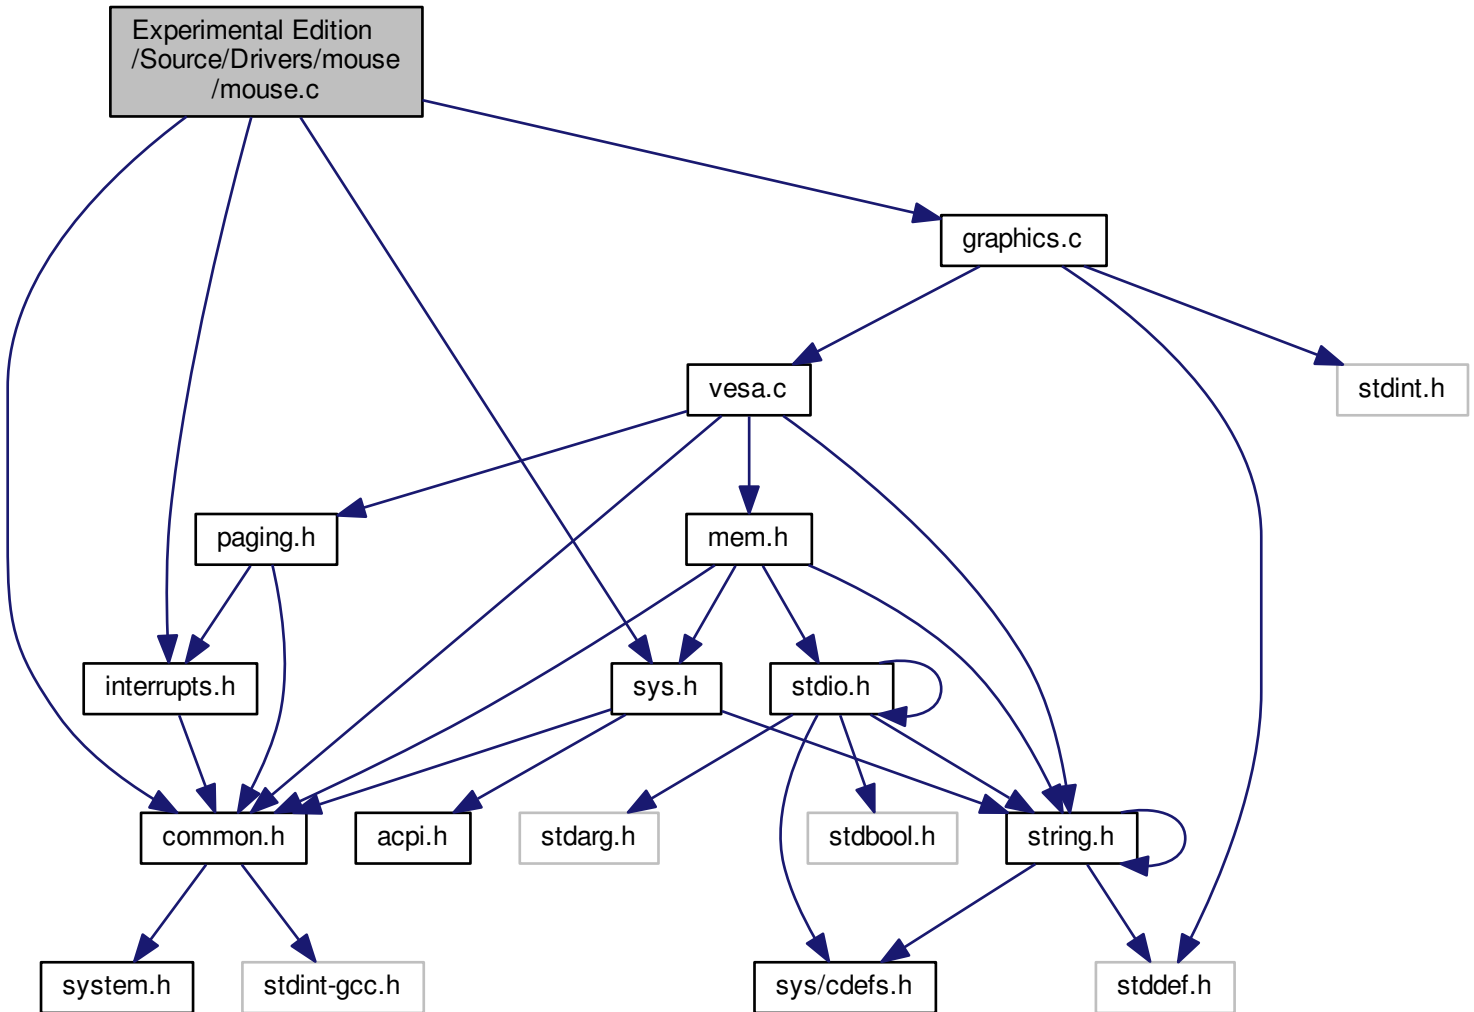 Experimental Edition
/Source/Drivers/mouse
/mouse.c
graphics.c
vesa.c
stdint.h
paging.h
mem.h
interrupts.h
sys.h
stdio.h
common.h
acpi.h
stdarg.h
stdbool.h
string.h
system.h
stdint-gcc.h
sys/cdefs.h
stddef.h